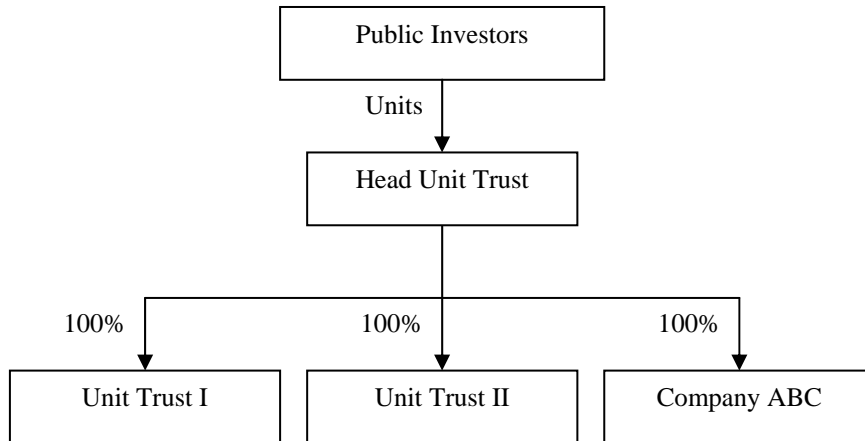 Public Investors
Units
Head Unit Trust
100%
100%
100%
Unit Trust I
Unit Trust II
Company ABC